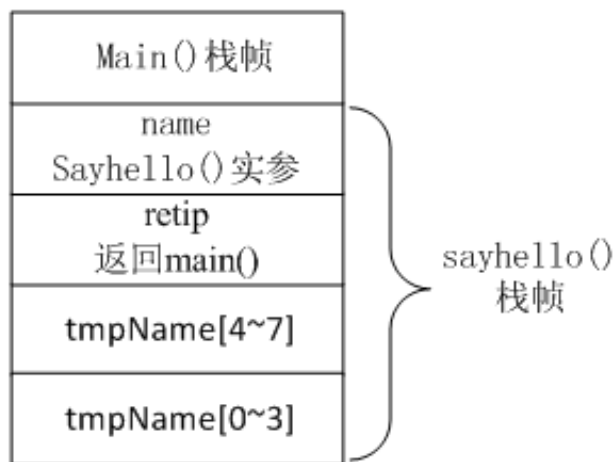 Main()栈帧
name
Sayhello()实参
retip
返回main()
tmpName[4~7]
tmpName[0~3]
sayhello()
栈帧